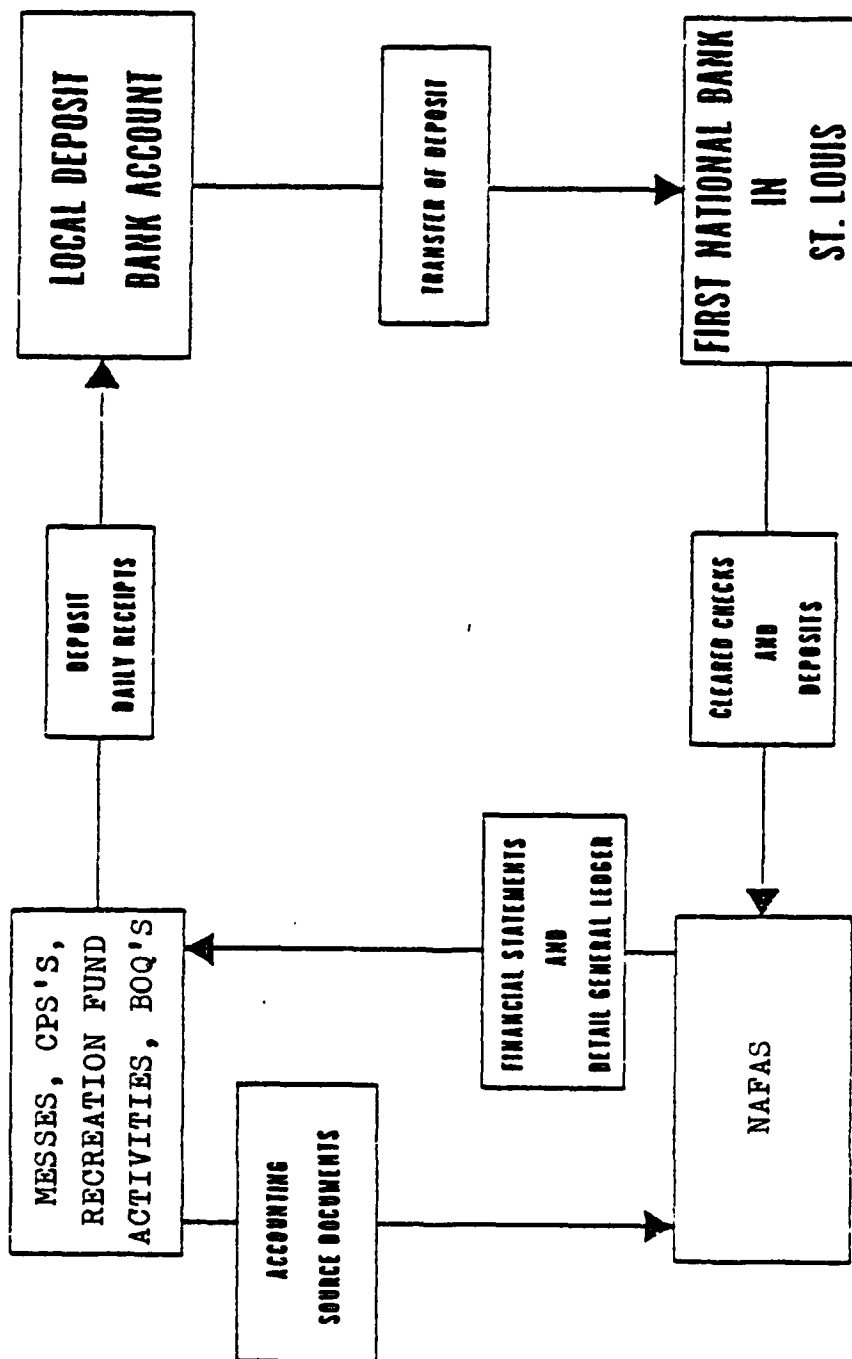 MESSES, CPS'S,
RECREATION FUND
ACTIVITIES, BOQ'S
DEPOSIT
DAILY RECEIPTS
LOCAL DEPOSIT
BANK ACCOUNT
ACCOUNTING
SOURCE DOCUMENTS
FINANCIAL STATEMENTS
AND
DETAIL GENERAL LEDGER
TRANSFER OF DEPOSIT
NAFAS
CLEARED CHECKS
AND
DEPOSITS
FIRST NATIONAL BANK
IN
ST. LOUIS